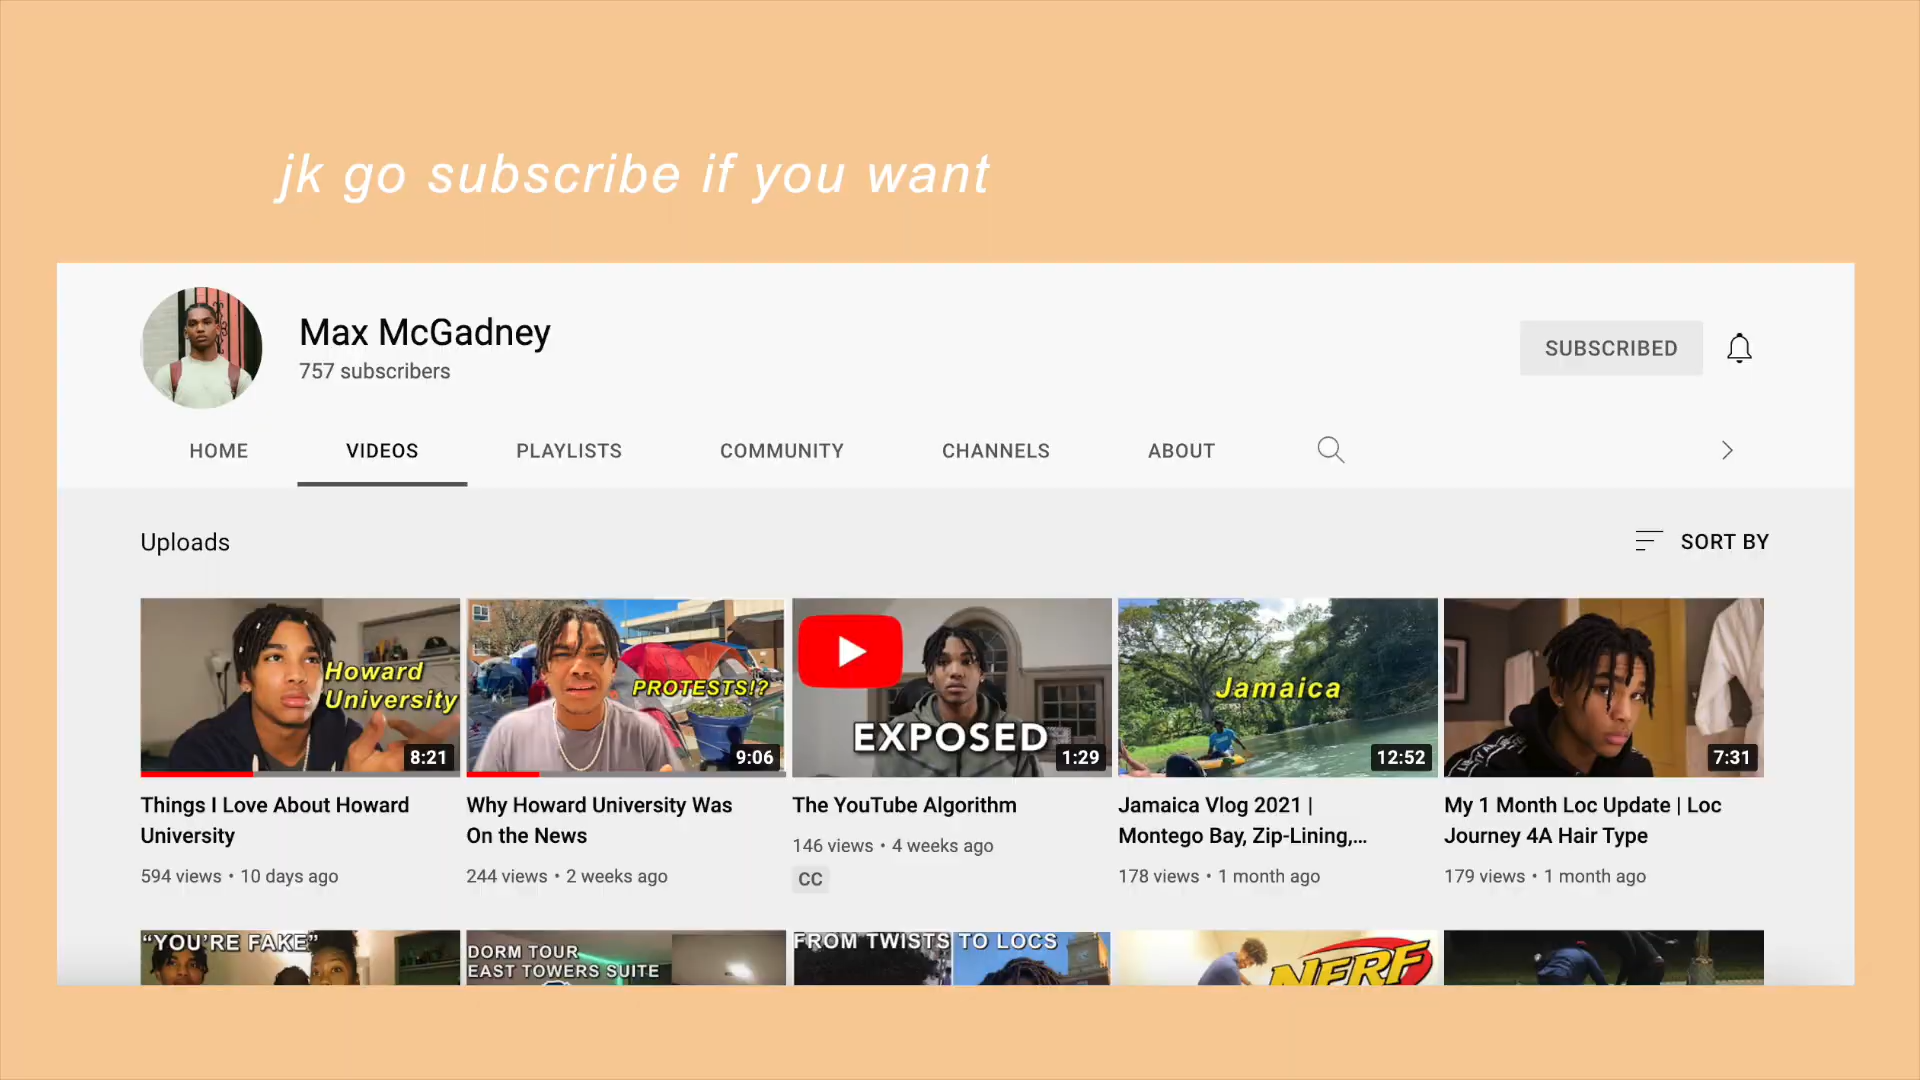 jk go subscribe if you want
Max McGadney
757 subscribers
SUBSCRIBED
HOME VIDEOS PLAYLISTS COMMUNITY CHANNELS ABOUT
Uploads
SORT BY
Howard
University
8:21
PROTESTS!?
9:06
EXPOSED
1:29
Jamaica
12:52
7:31
Things I Love About Howard
University
594 views • 10 days ago
Why Howard University Was
On the News
244 views • 2 weeks ago
The YouTube Algorithm
146 views • 4 weeks ago
CC
Jamaica Vlog 2021 |
Montego Bay, Zip-Lining,...
178 views • 1 month ago
My 1 Month Loc Update | Loc
Journey 4A Hair Type
179 views • 1 month ago
“YOU'RE FAKE”
DORM TOUR
EAST TOWERS SUITE
FROM TWISTS TO LOCS
NERF